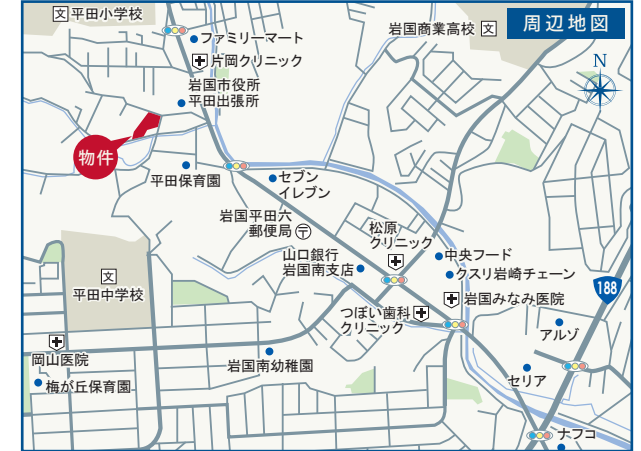 文 平田小学校
周辺地図
岩国商業高校 文
ファミリーマート
片岡クリニック
N
岩国市役所
平田出張所
物件
平田保育園
セブン
イレブン
岩国平田六
郵便局 〒
松原
クリニック
山口銀行
岩国南支店
中央フード
クスリ岩崎チェーン
文
平田中学校
岩国みなみ医院
188
つぼい歯科
クリニック
アルゾ
岡山医院
岩国南幼稚園
セリア
梅が丘保育園
ナフコ